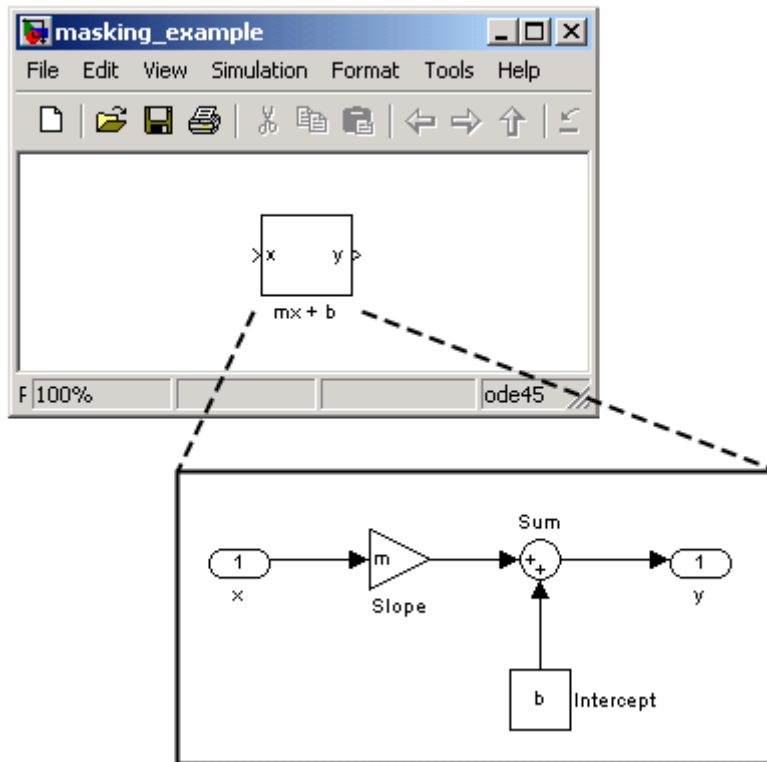 masking_example
File Edit View Simulation Format Tools Help
x y
mx + b
F 100% ode45
Sum
1 m + + 1
x Slope y
b Intercept